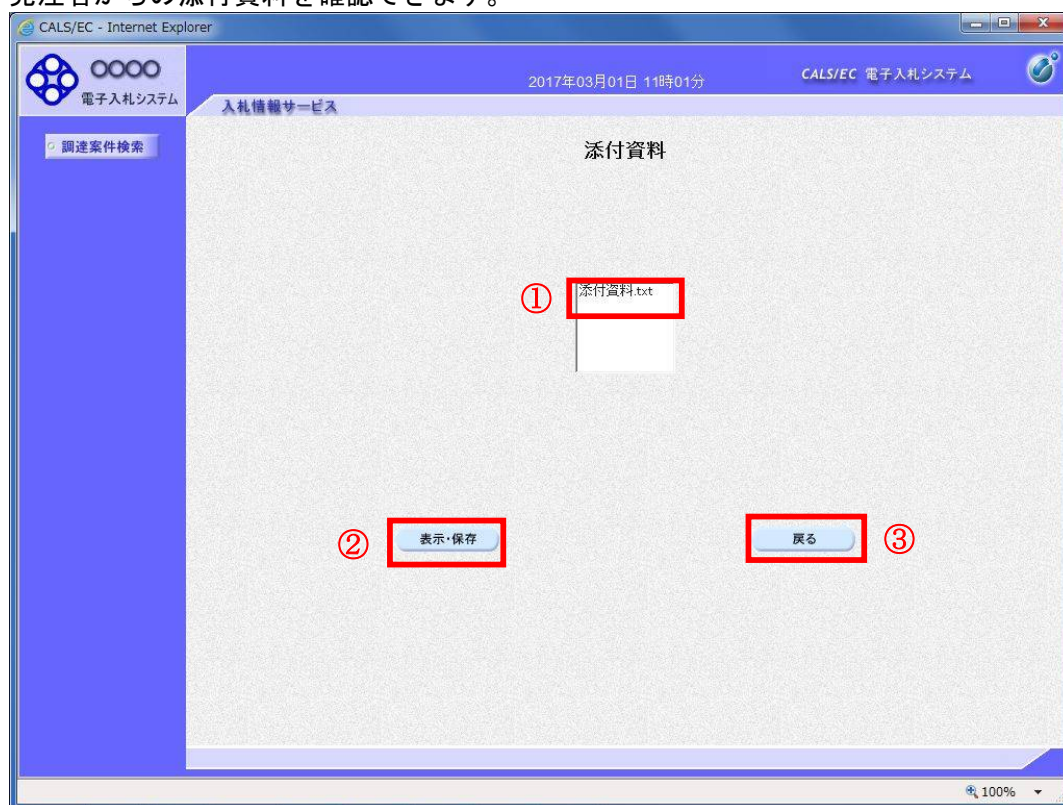 発注者からの添付資料を確認できます。
CALS/EC - Internet Explorer
OOOO
電子入札システム
2017年03月01日 11時01分
CALS/EC 電子入札システム
入札情報サービス
調達案件検索
添付資料
① 添付資料.txt
② 表示・保存
戻る ③
100%